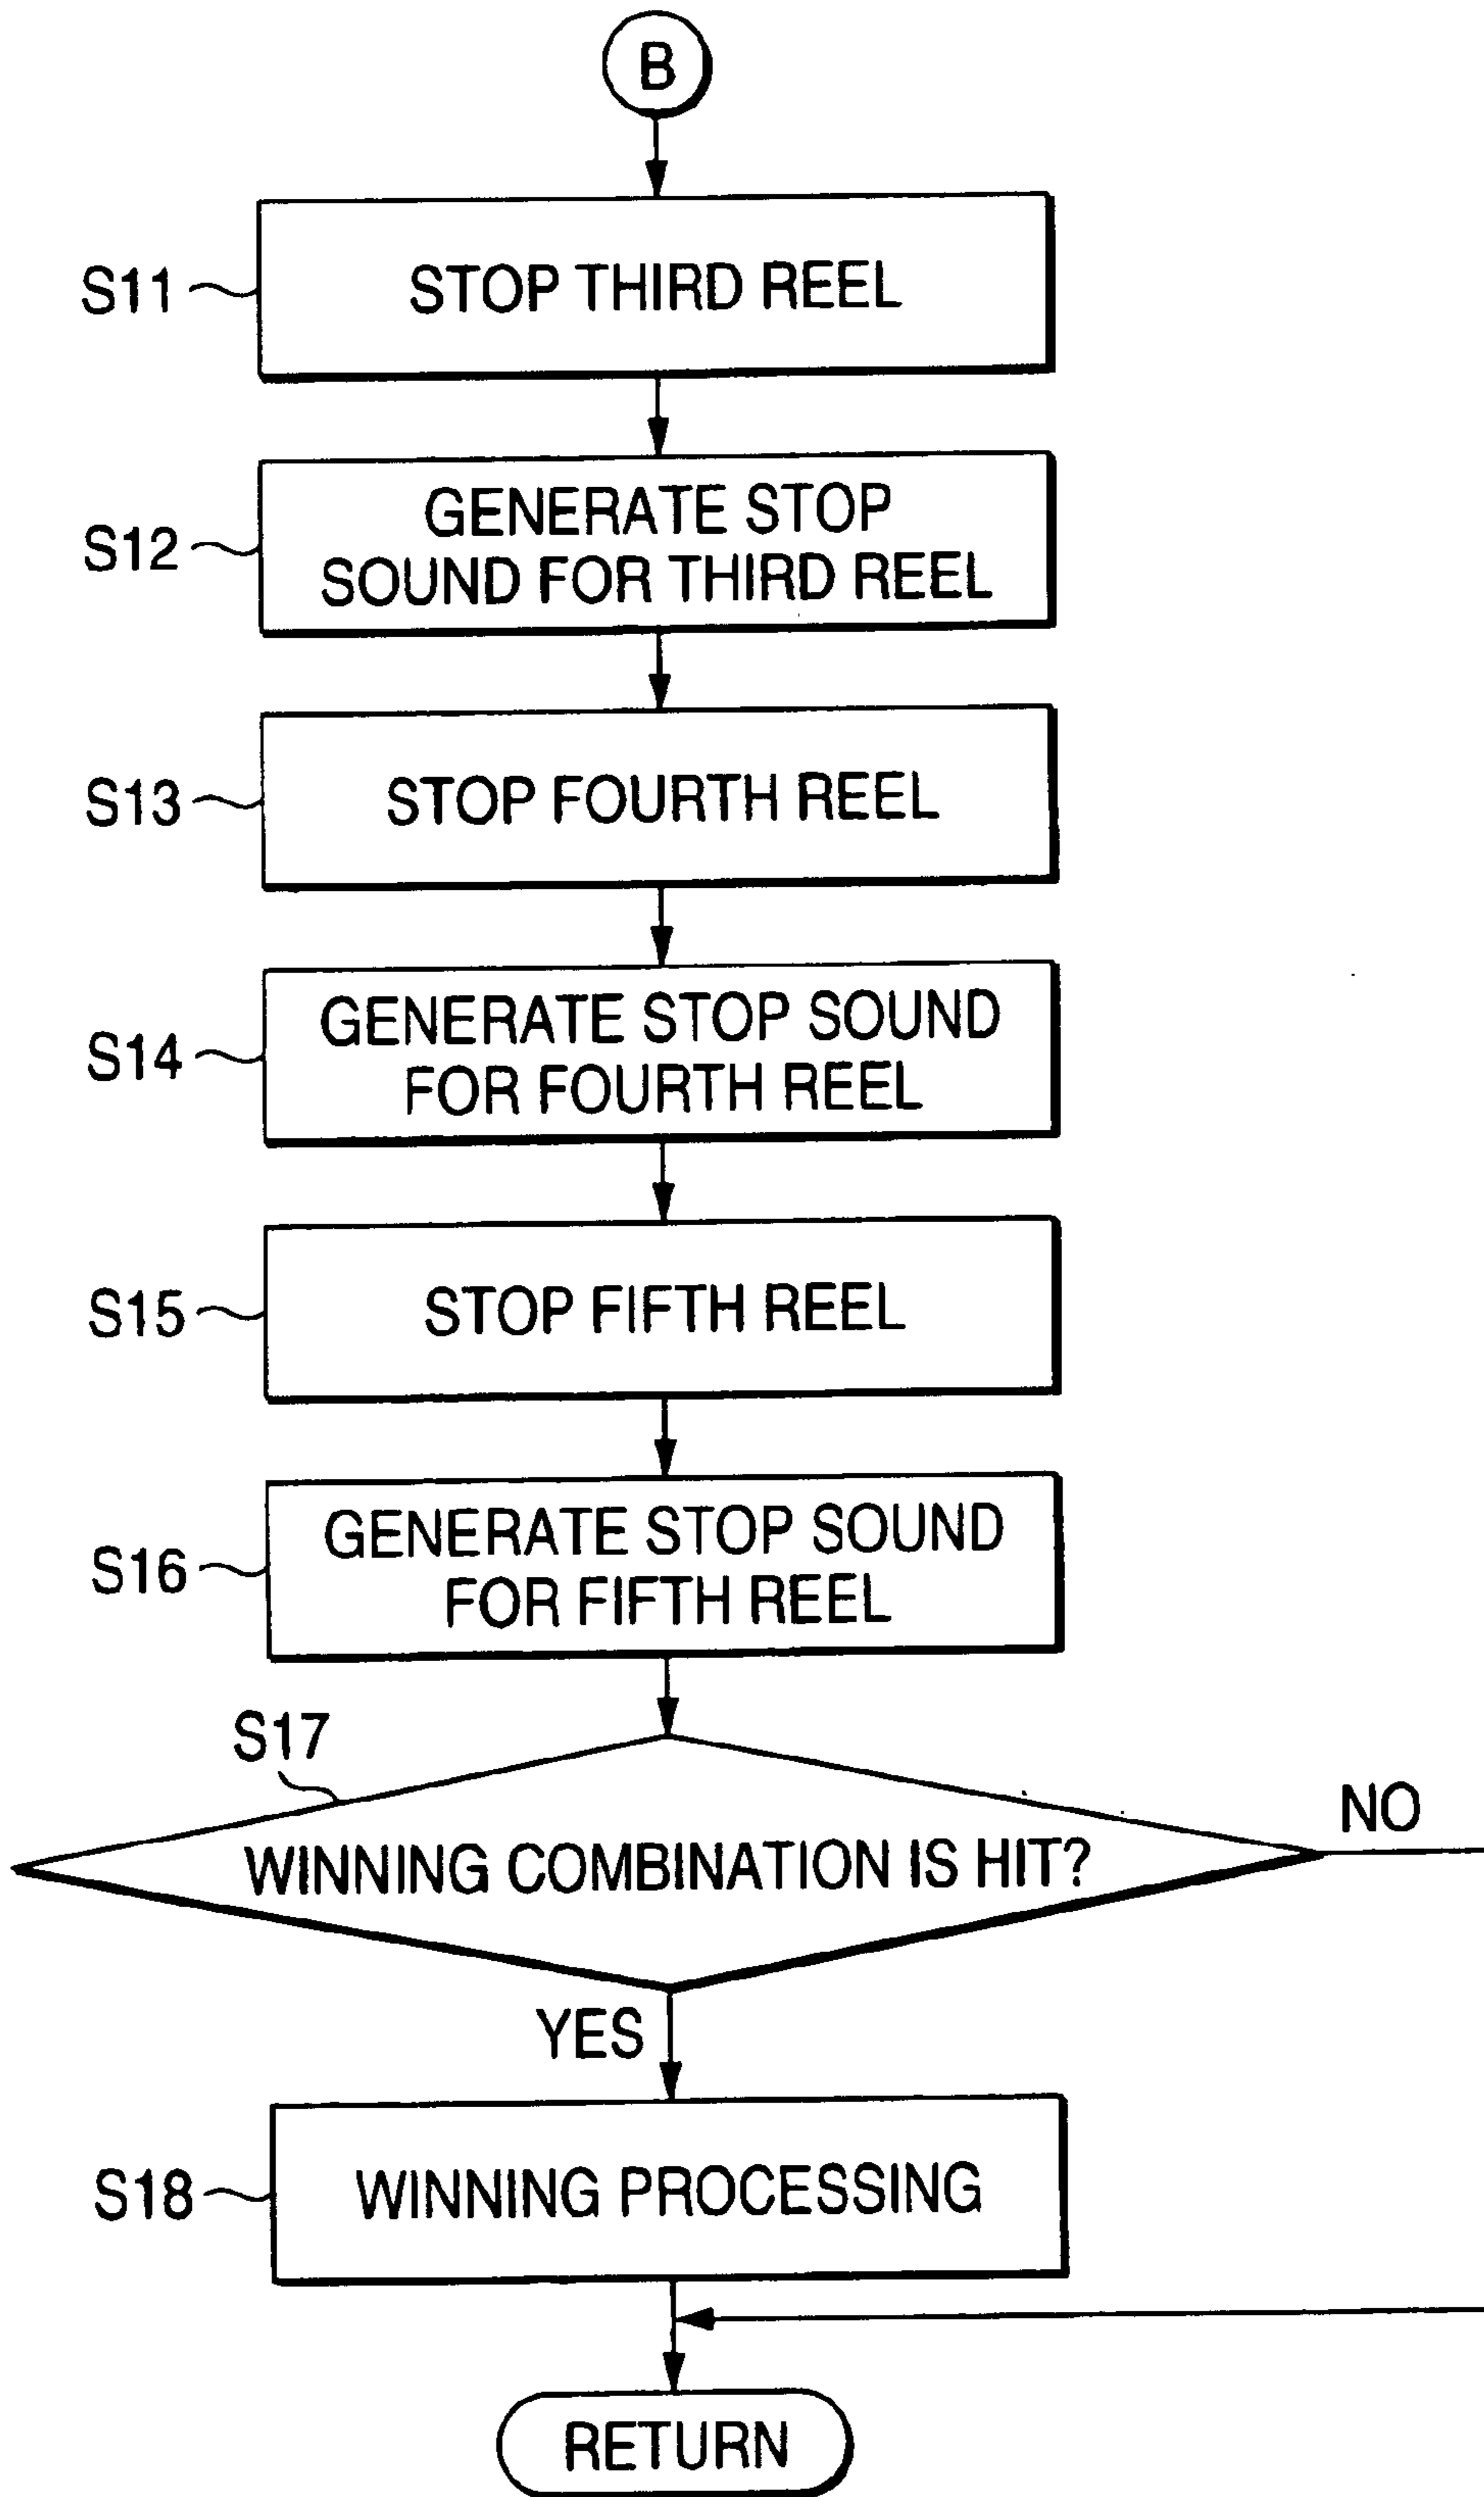 B
S11
STOP THIRD REEL
S12
GENERATE STOP
SOUND FOR THIRD REEL
S13
STOP FOURTH REEL
S14
GENERATE STOP SOUND
FOR FOURTH REEL
S15
STOP FIFTH REEL
S16
GENERATE STOP SOUND
FOR FIFTH REEL
S17
WINNING COMBINATION IS HIT?
NO
YES
S18
WINNING PROCESSING
RETURN